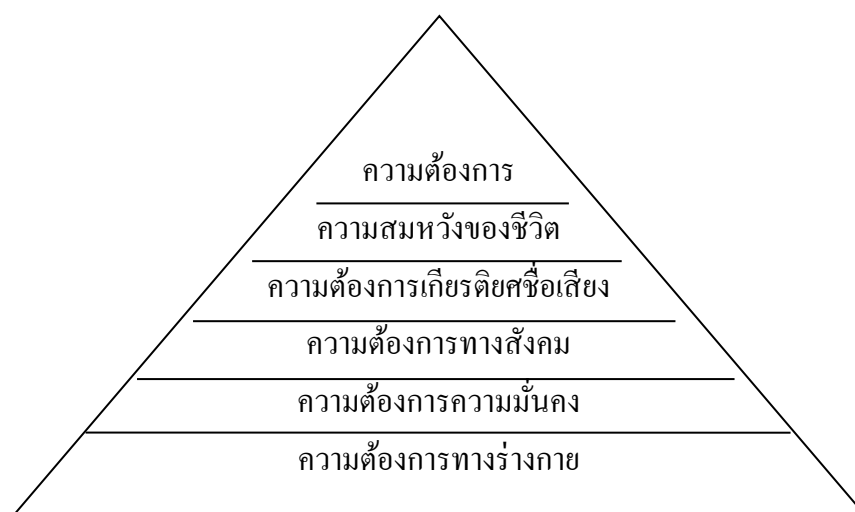 ความต้องการ
ความสมหวังของชีวิต
ความต้องการเกียรติยศชื่อเสียง
ความต้องการทางสังคม
ความต้องการความมั่นคง
ความต้องการทางร่างกาย